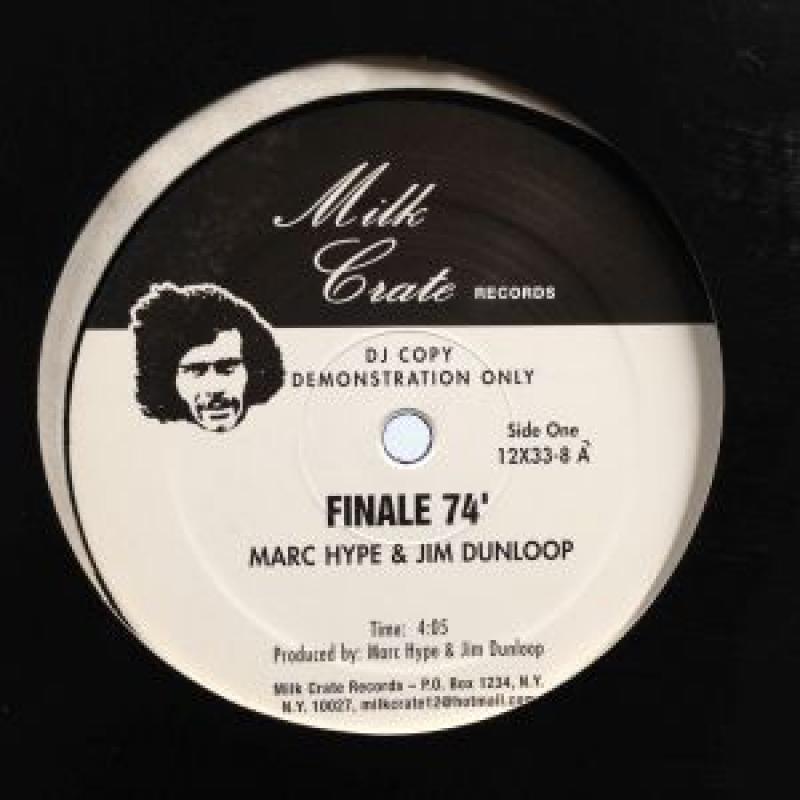 Milk
Crate RECORDS
DJ COPY
DEMONSTRATION ONLY
Side One
12X33-8 A
FINALE 74'
MARC HYPE & JIM DUNLOOP
Time: 4:05
Produced by: Marc Hype & Jim Dunloop
Milk Crate Records – P.O. Box 1234, N.Y.
N.Y. 10027, milkcrate12@hotmail.com